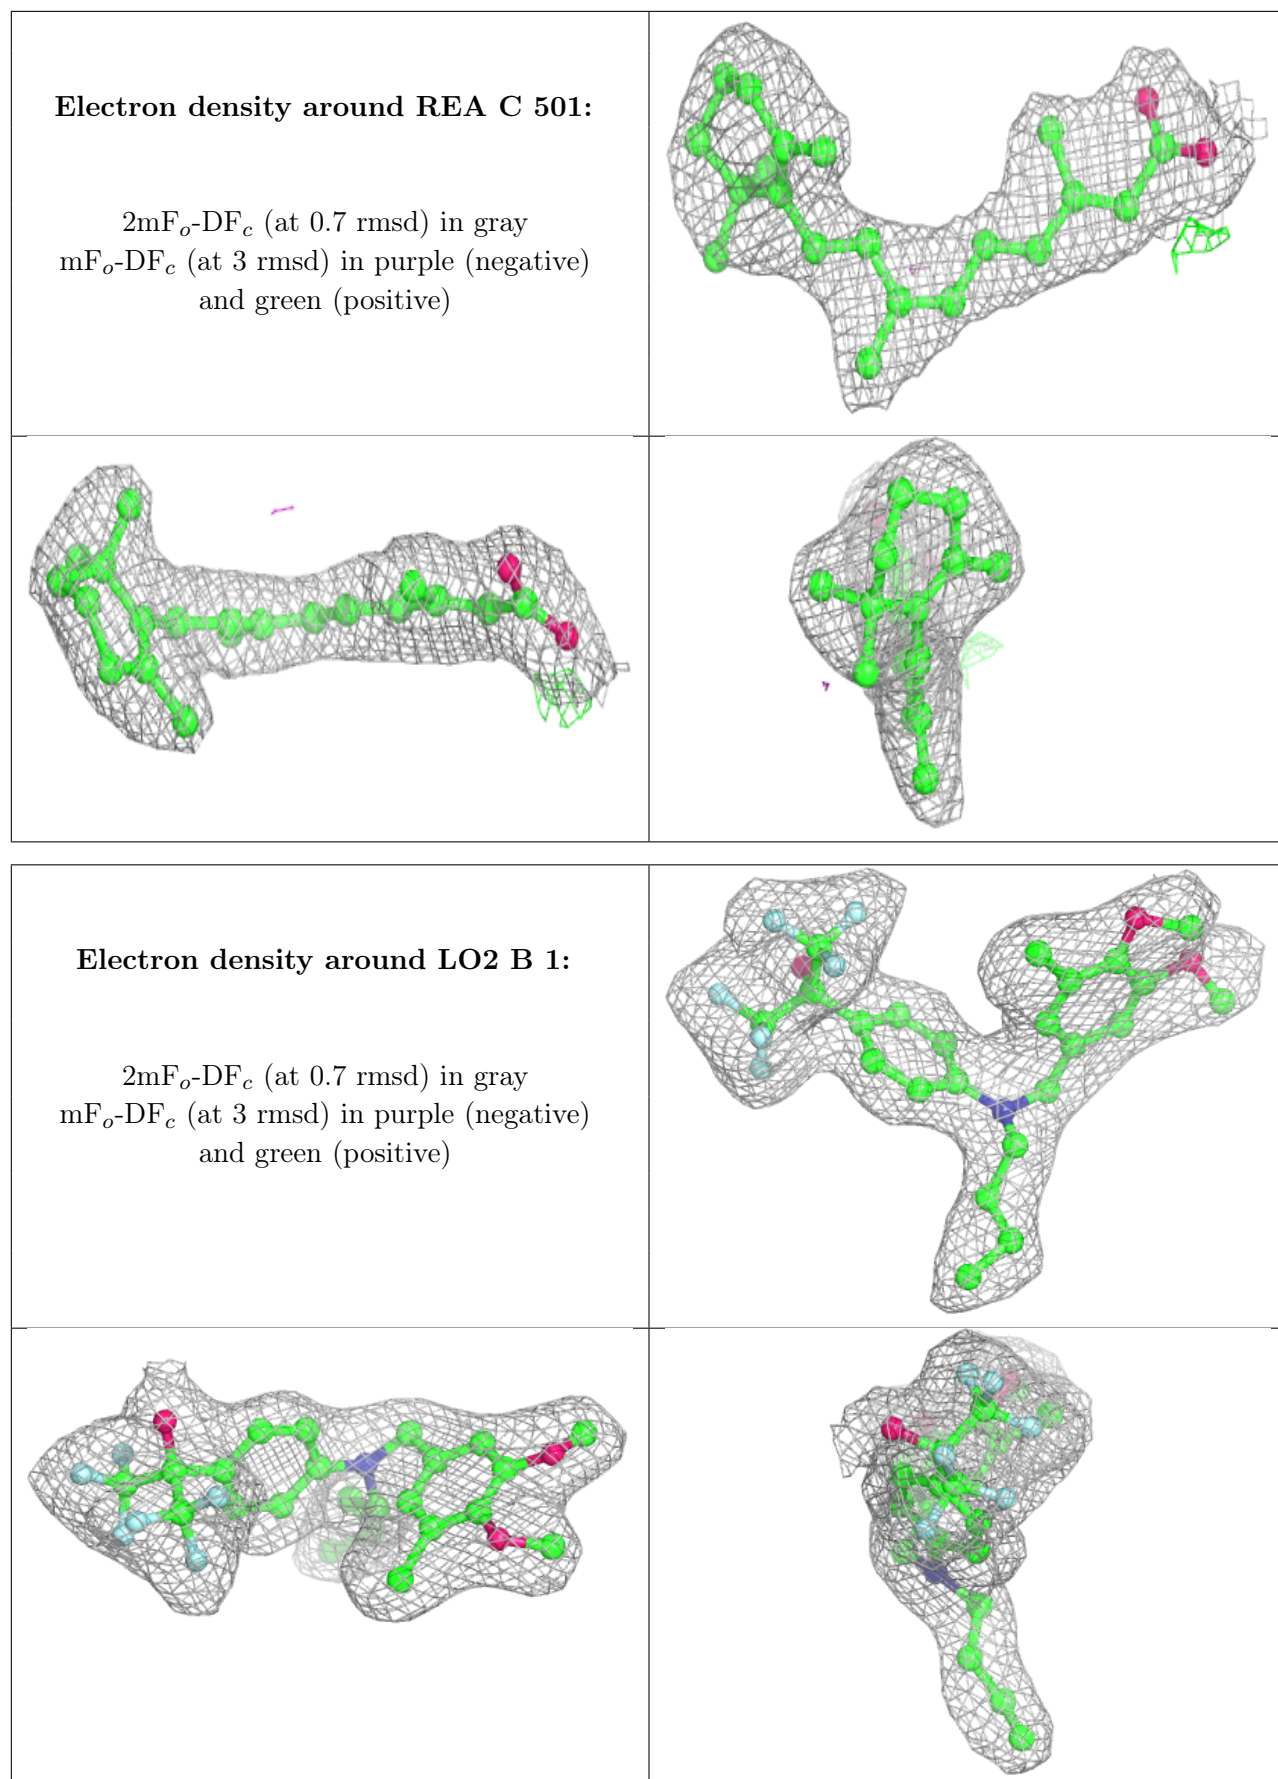 Electron density around REA C 501:
2mFₒ-DF𝒸 (at 0.7 rmsd) in gray
mFₒ-DF𝒸 (at 3 rmsd) in purple (negative)
and green (positive)
Electron density around LO2 B 1:
2mFₒ-DF𝒸 (at 0.7 rmsd) in gray
mFₒ-DF𝒸 (at 3 rmsd) in purple (negative)
and green (positive)